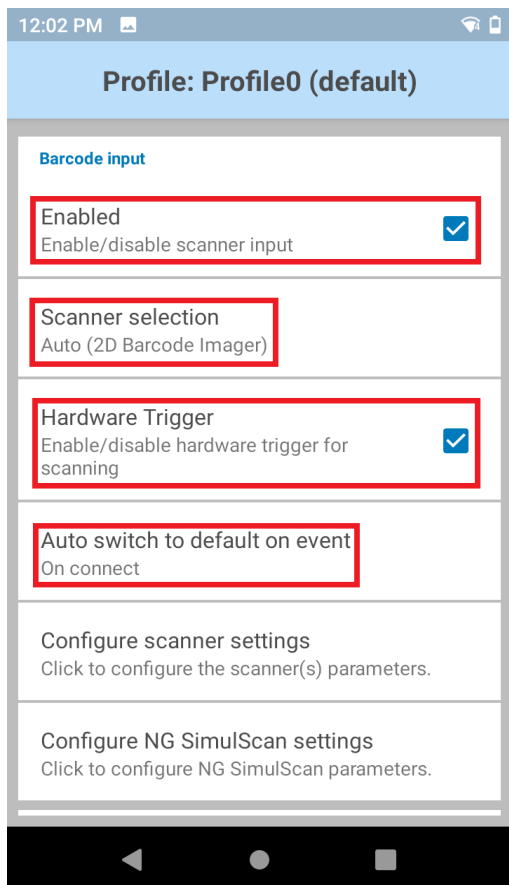 12:02 PM
Profile: Profile0 (default)
Barcode input
Enabled
Enable/disable scanner input
Scanner selection
Auto (2D Barcode Imager)
Hardware Trigger
Enable/disable hardware trigger for
scanning
Auto switch to default on event
On connect
Configure scanner settings
Click to configure the scanner(s) parameters.
Configure NG SimulScan settings
Click to configure NG SimulScan parameters.